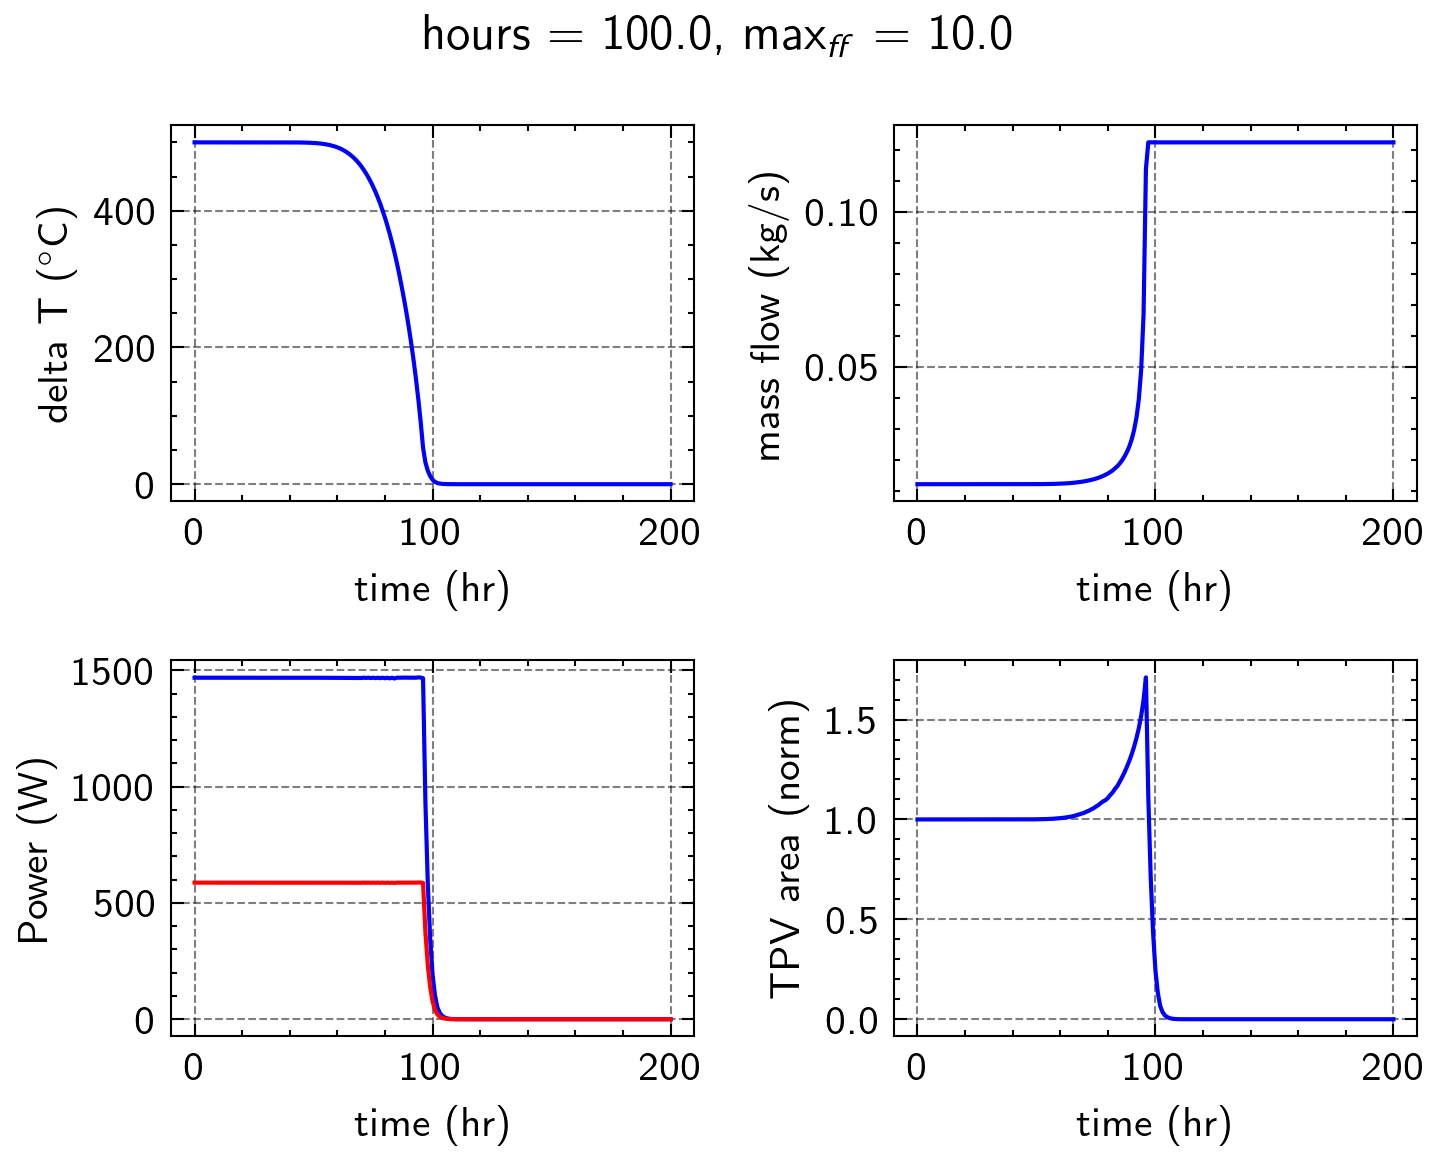 hours = 100.0, max_ff = 10.0
delta T (°C)
400
200
0
0 100 200
time (hr)
mass flow (kg/s)
0.10
0.05
0 100 200
time (hr)
Power (W)
1500
1000
500
0
0 100 200
time (hr)
TPV area (norm)
1.5
1.0
0.5
0.0
0 100 200
time (hr)